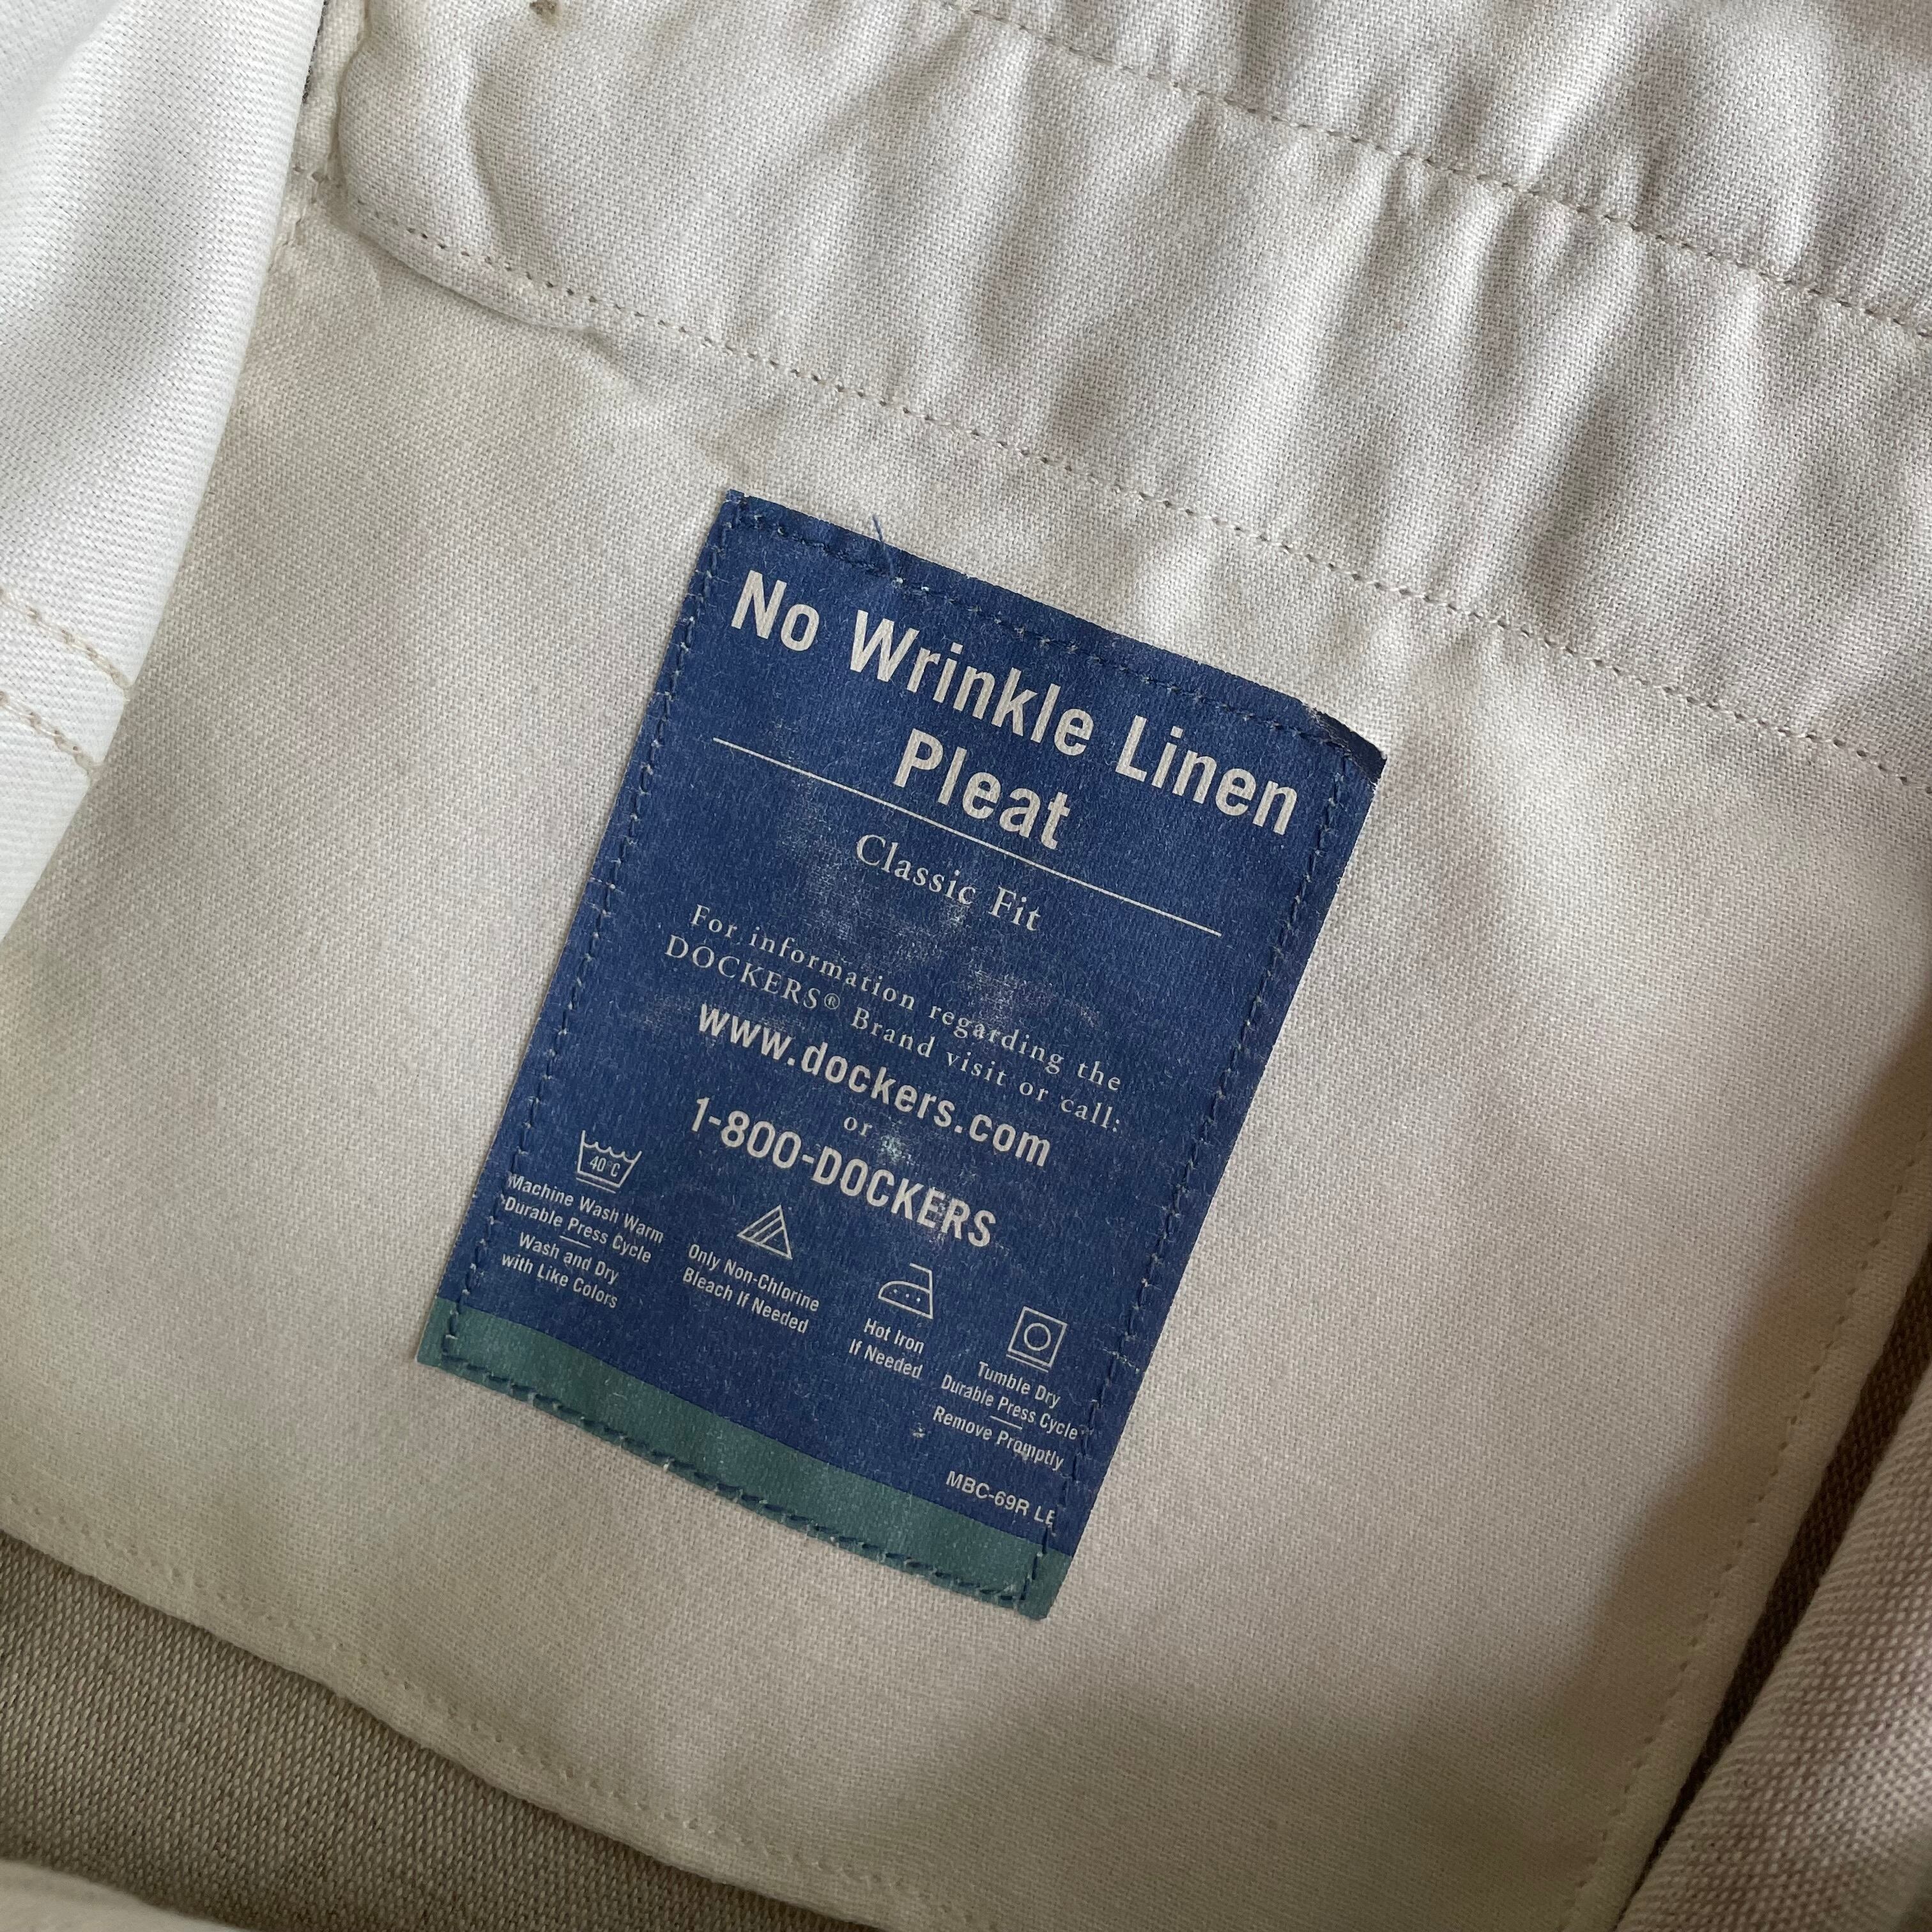 No Wrinkle Linen
Pleat
Classic Fit
For information regarding the
DOCKERS® Brand visit or call:
www.dockers.com
or
1-800-DOCKERS
40°C
Machine Wash Warm
Durable Press Cycle
Wash and Dry
with Like Colors
Only Non-Chlorine
Bleach If Needed
Hot Iron
If Needed
Tumble Dry
Durable Press Cycle
Remove Promptly
MBC-69R LE